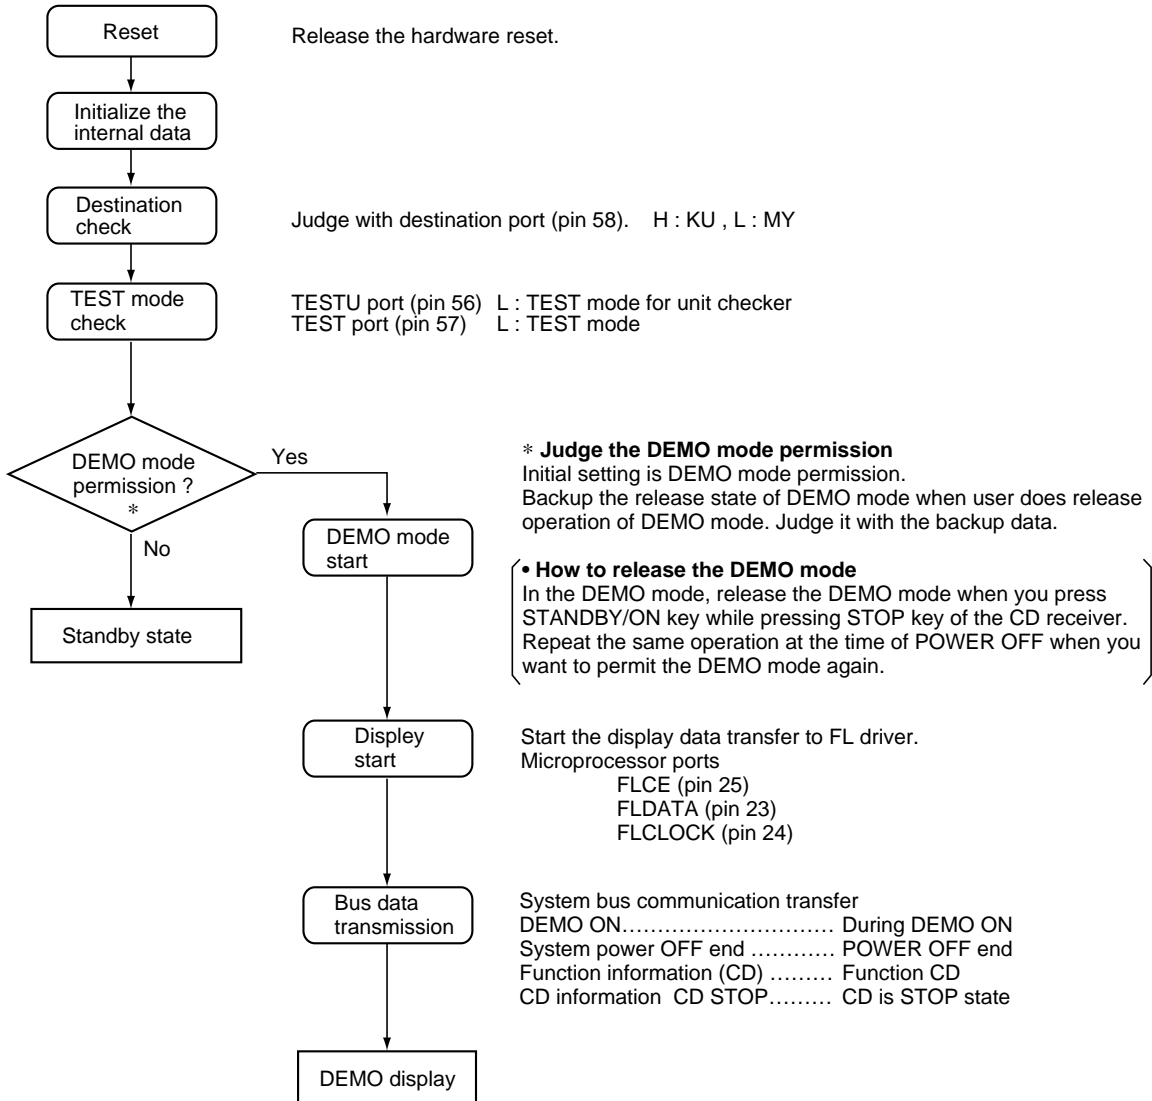 Reset
Release the hardware reset.
Initialize the
internal data
Destination
check
Judge with destination port (pin 58). H : KU , L : MY
TEST mode
check
TESTU port (pin 56) L : TEST mode for unit checker
TEST port (pin 57) L : TEST mode
DEMO mode
permission ?
*
Yes
No
Standby state
* Judge the DEMO mode permission
Initial setting is DEMO mode permission.
Backup the release state of DEMO mode when user does release
operation of DEMO mode. Judge it with the backup data.
DEMO mode
start
• How to release the DEMO mode
In the DEMO mode, release the DEMO mode when you press
STANDBY/ON key while pressing STOP key of the CD receiver.
Repeat the same operation at the time of POWER OFF when you
want to permit the DEMO mode again.
Displey
start
Start the display data transfer to FL driver.
Microprocessor ports
FLCE (pin 25)
FLDATA (pin 23)
FLCLOCK (pin 24)
Bus data
transmission
System bus communication transfer
DEMO ON............................ During DEMO ON
System power OFF end ............ POWER OFF end
Function information (CD) ......... Function CD
CD information CD STOP......... CD is STOP state
DEMO display